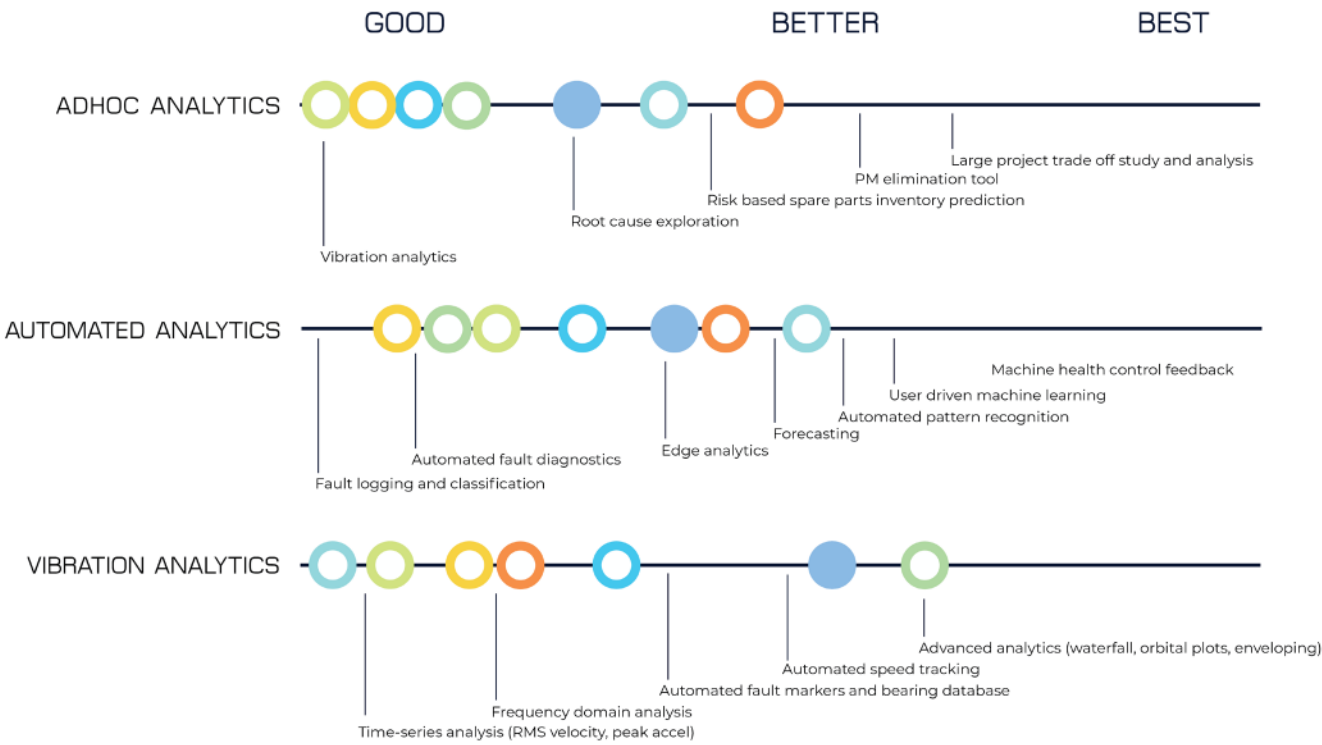 GOOD
BETTER
BEST
ADHOC ANALYTICS
Large project trade off study and analysis
PM elimination tool
Risk based spare parts inventory prediction
Root cause exploration
Vibration analytics
AUTOMATED ANALYTICS
Machine health control feedback
User driven machine learning
Automated pattern recognition
Forecasting
Edge analytics
Automated fault diagnostics
Fault logging and classification
VIBRATION ANALYTICS
Advanced analytics (waterfall, orbital plots, enveloping)
Automated speed tracking
Automated fault markers and bearing database
Frequency domain analysis
Time-series analysis (RMS velocity, peak accel)